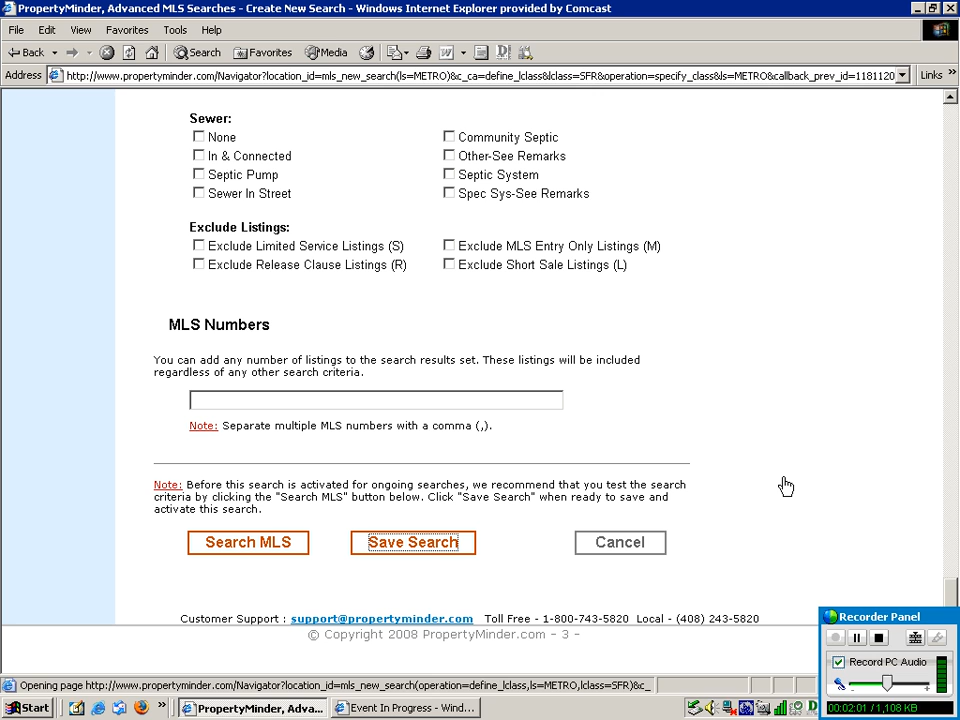 PropertyMinder, Advanced MLS Searches - Create New Search - Windows Internet Explorer provided by Comcast
File Edit View Favorites Tools Help
Back Search Favorites Media
Address http://www.propertyminder.com/Navigator?location_id=mls_new_search(ls=METRO)&c_ca=define_lclass&lclass=SFR&operation=specify_class&ls=METRO&callback_prev_id=1181120 Links »
Sewer:
None Community Septic
In & Connected Other-See Remarks
Septic Pump Septic System
Sewer In Street Spec Sys-See Remarks
Exclude Listings:
Exclude Limited Service Listings (S) Exclude MLS Entry Only Listings (M)
Exclude Release Clause Listings (R) Exclude Short Sale Listings (L)
MLS Numbers
You can add any number of listings to the search results set. These listings will be included
regardless of any other search criteria.
Note: Separate multiple MLS numbers with a comma (,).
Note: Before this search is activated for ongoing searches, we recommend that you test the search
criteria by clicking the "Search MLS" button below. Click "Save Search" when ready to save and
activate this search.
Search MLS Save Search Cancel
Customer Support : support@propertyminder.com Toll Free - 1-800-743-5820 Local - (408) 243-5820
© Copyright 2008 PropertyMinder.com - 3 -
Recorder Panel
Record PC Audio
00:02:01 / 1,108 KB
Opening page http://www.propertyminder.com/Navigator?location_id=mls_new_search(operation=define_lclass,ls=METRO,lclass=SFR)&c_
Start » PropertyMinder, Adva... Event In Progress - Wind...